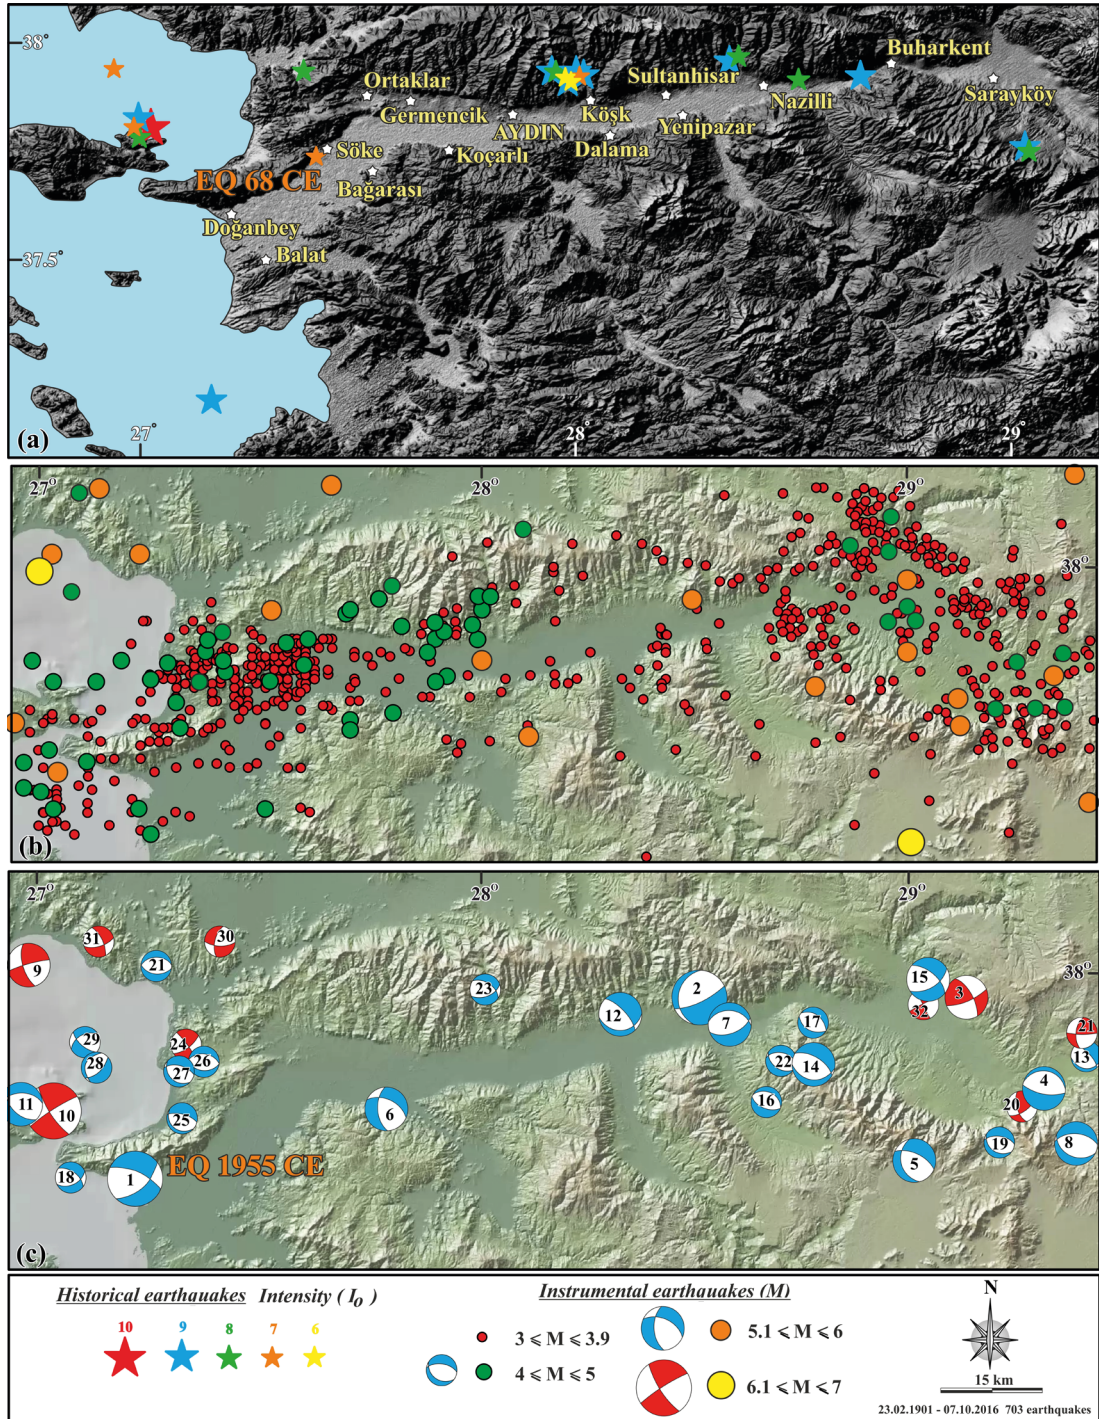 38°
Buharkent
Ortaklar
Sultanhisar
Sarayköy
Germencik
Nazilli
AYDIN
Köşk
Yenipazar
Söke
Koçarlı
Dalama
EQ 68 CE
Bağarası
Doğanbey
Balat
37.5°
(a)
27°
28°
29°
27°
28°
29°
38°
(b)
27°
28°
29°
31
30
9
21
38°
23
2
15
3
12
7
17
32
29
24
26
28
27
22
14
21
13
11
10
6
16
4
20
25
19
8
5
18
1
EQ 1955 CE
(c)
Historical earthauakes Intensity ( Io )
10
9
8
7
6
Instrumental eartqhuakes (M)
3 ⩽ M ⩽ 3.9
5.1 ⩽ M ⩽ 6
4 ⩽ M ⩽ 5
6.1 ⩽ M ⩽ 7
N
15 km
23.02.1901 - 07.10.2016 703 earthquakes